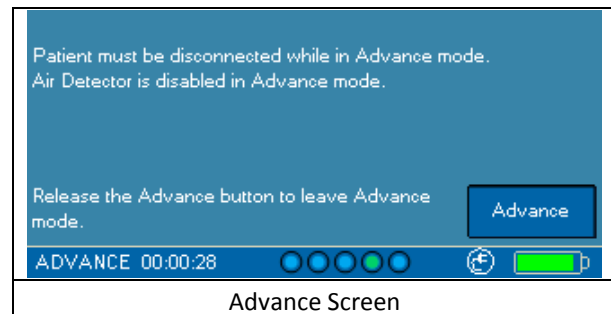 Patient must be disconnected while in Advance mode.
Air Detector is disabled in Advance mode.
Release the Advance button to leave Advance
mode.
Advance
ADVANCE 00:00:28
Advance Screen